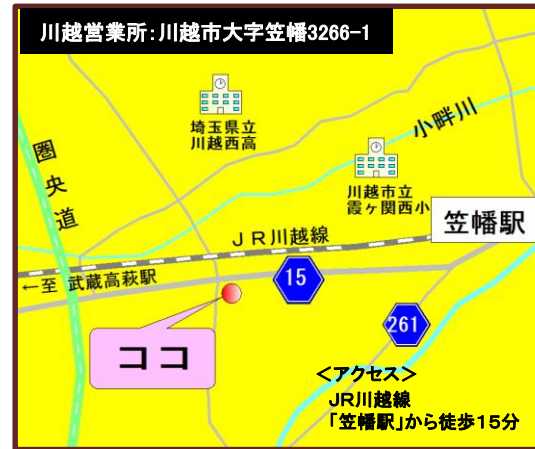 川越営業所：川越市大字笠幡3266-1
埼玉県立
川越西高
小畔川
圏央道
川越市立
霞ヶ関西小
笠幡駅
ＪＲ川越線
←至 武蔵高萩駅
15
ココ
261
＜アクセス＞
JR川越線
「笠幡駅」から徒歩１５分